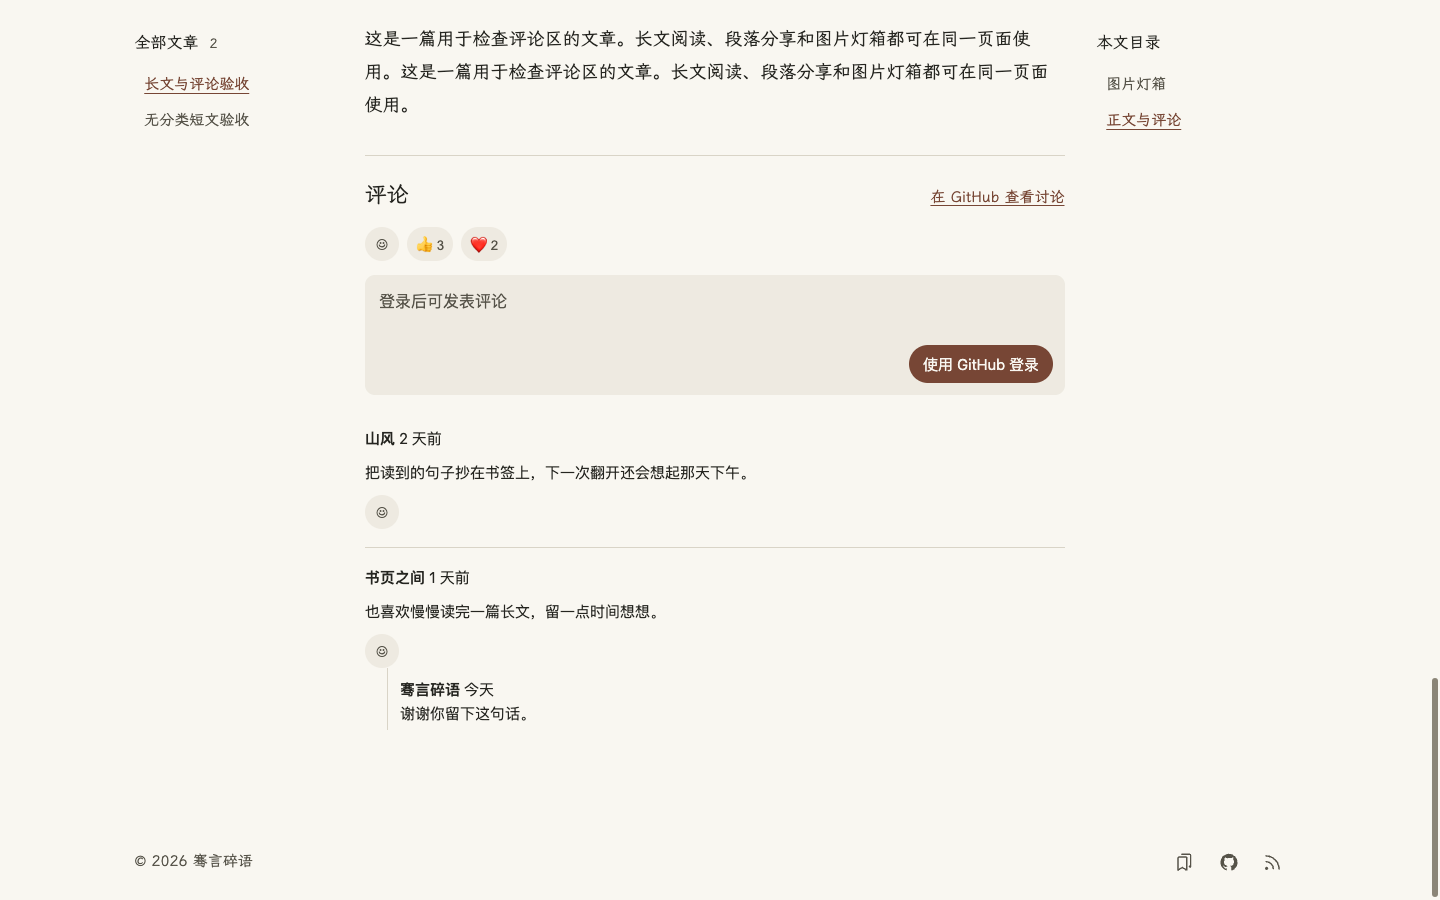 全部文章 2
长文与评论验收
无分类短文验收
这是一篇用于检查评论区的文章。长文阅读、段落分享和图片灯箱都可在同一页面使
用。这是一篇用于检查评论区的文章。长文阅读、段落分享和图片灯箱都可在同一页面
使用。
本文目录
图片灯箱
正文与评论
评论
在 GitHub 查看讨论
👍 3 ❤️ 2
登录后可发表评论
使用 GitHub 登录
山风 2 天前
把读到的句子抄在书签上，下一次翻开还会想起那天下午。
书页之间 1 天前
也喜欢慢慢读完一篇长文，留一点时间想想。
骞言碎语 今天
谢谢你留下这句话。
© 2026 骞言碎语